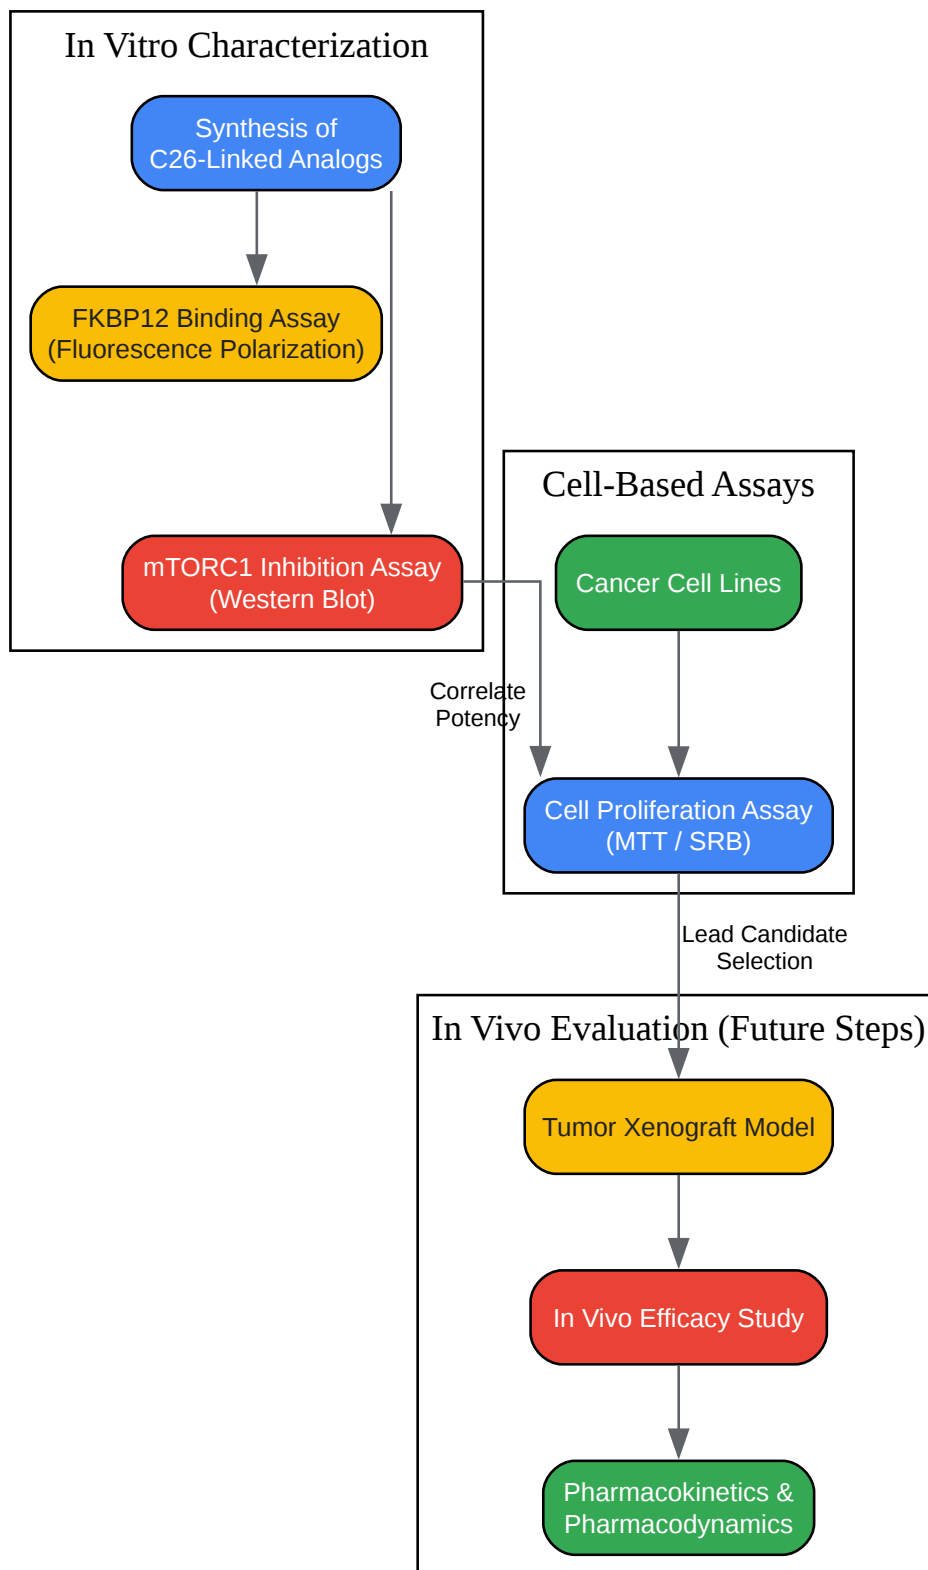 In Vitro Characterization
Synthesis of
C26-Linked Analogs
FKBP12 Binding Assay
(Fluorescence Polarization)
mTORC1 Inhibition Assay
(Western Blot)
Correlate
Potency
Cell-Based Assays
Cancer Cell Lines
Cell Proliferation Assay
(MTT / SRB)
Lead Candidate
Selection
In Vivo Evaluation (Future Steps)
Tumor Xenograft Model
In Vivo Efficacy Study
Pharmacokinetics &
Pharmacodynamics